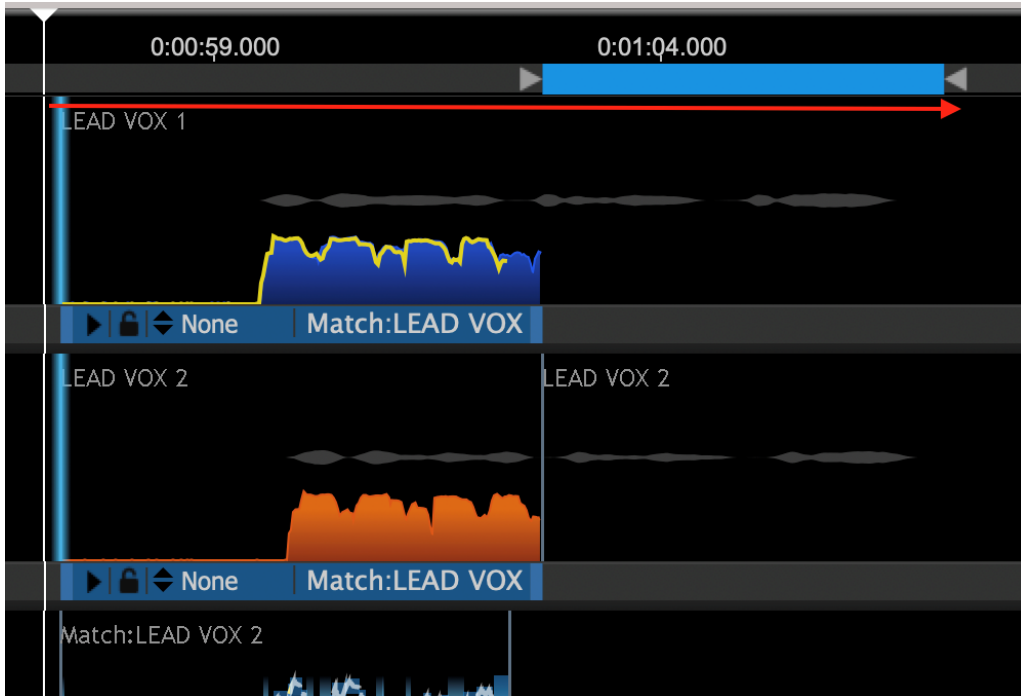 0:00:59.000 0:01:04.000
LEAD VOX 1
None Match:LEAD VOX
LEAD VOX 2 LEAD VOX 2
None Match:LEAD VOX
Match:LEAD VOX 2